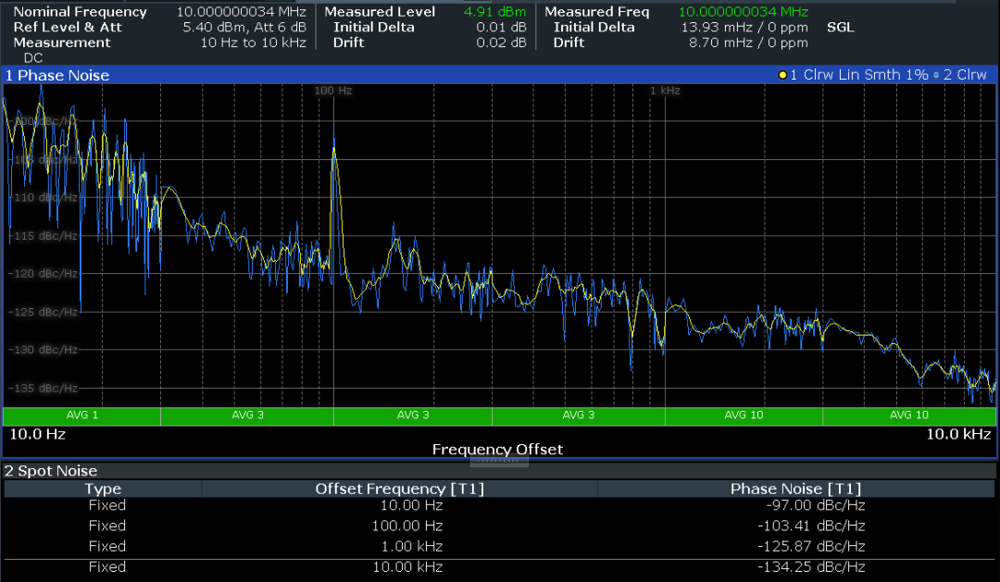 Nominal Frequency 10.000000034 MHz Measured Level 4.91 dBm Measured Freq 10.000000034 MHz
Ref Level & Att 5.40 dBm, Att 6 dB Initial Delta 0.01 dB Initial Delta 13.93 mHz / 0 ppm SGL
Measurement 10 Hz to 10 kHz Drift 0.02 dB Drift 8.70 mHz / 0 ppm
DC
1 Phase Noise 1 Clrw Lin Smth 1% 2 Clrw
100 Hz 1 kHz
-100 dBc/Hz
-105 dBc/Hz
-110 dBc/Hz
-115 dBc/Hz
-120 dBc/Hz
-125 dBc/Hz
-130 dBc/Hz
-135 dBc/Hz
AVG 1 AVG 3 AVG 3 AVG 3 AVG 10 AVG 10
10.0 Hz 10.0 kHz
Frequency Offset
2 Spot Noise
Type Offset Frequency [T1] Phase Noise [T1]
Fixed 10.00 Hz -97.00 dBc/Hz
Fixed 100.00 Hz -103.41 dBc/Hz
Fixed 1.00 kHz -125.87 dBc/Hz
Fixed 10.00 kHz -134.25 dBc/Hz